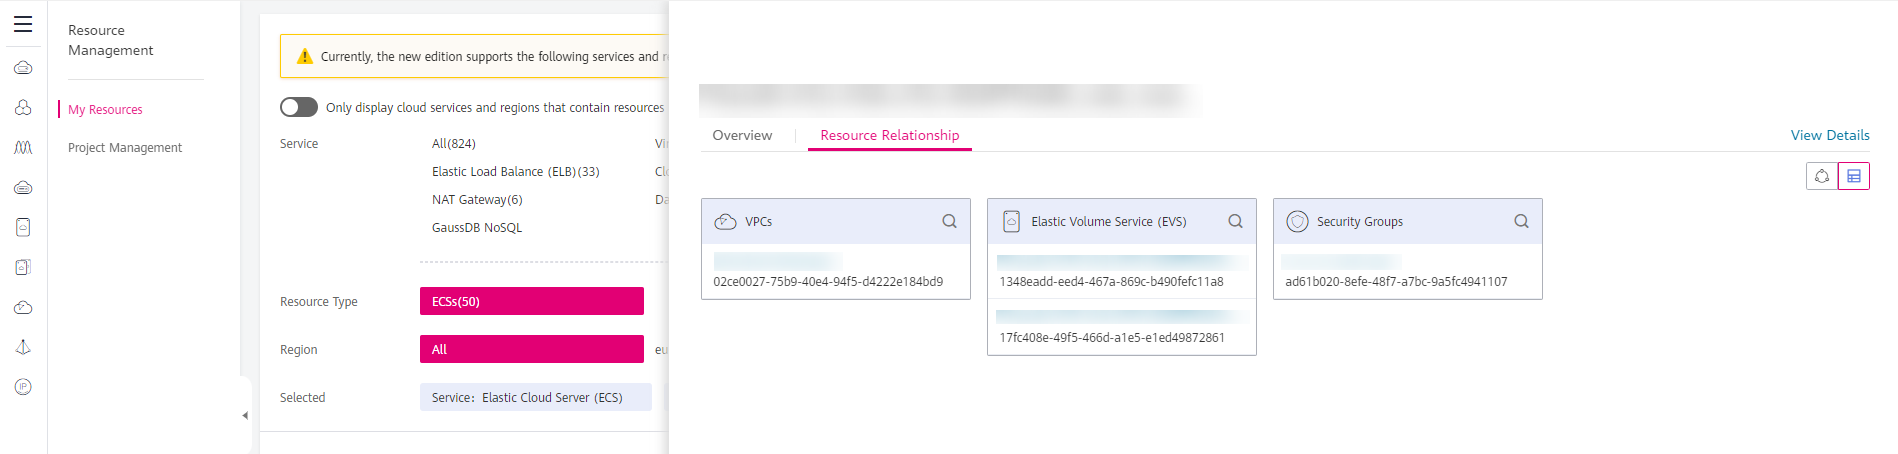 Resource
Management
My Resources
Project Management
Currently, the new edition supports the following services and
Only display cloud services and regions that contain resources
Service
All(824)
Elastic Load Balance (ELB)(33)
NAT Gateway(6)
GaussDB NoSQL
Resource Type
ECSs(50)
Region
All
eu
Selected
Service: Elastic Cloud Server (ECS)
Overview
Resource Relationship
View Details
VPCs
02ce0027-75b9-40e4-94f5-d4222e184bd9
Elastic Volume Service (EVS)
1348eadd-eed4-467a-869c-b490fefc11a8
17fc408e-49f5-466d-a1e5-e1ed49872861
Security Groups
ad61b020-8efe-48f7-a7bc-9a5fc4941107
IP